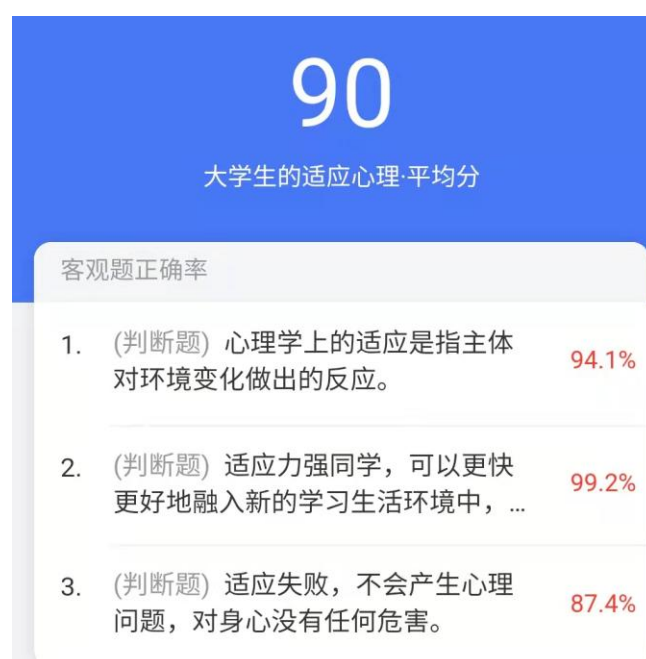 90
大学生的适应心理·平均分
客观题正确率
1. (判断题) 心理学上的适应是指主体
对环境变化做出的反应。
94.1%
2. (判断题) 适应力强同学，可以更快
更好地融入新的学习生活环境中，...
99.2%
3. (判断题) 适应失败，不会产生心理
问题，对身心没有任何危害。
87.4%